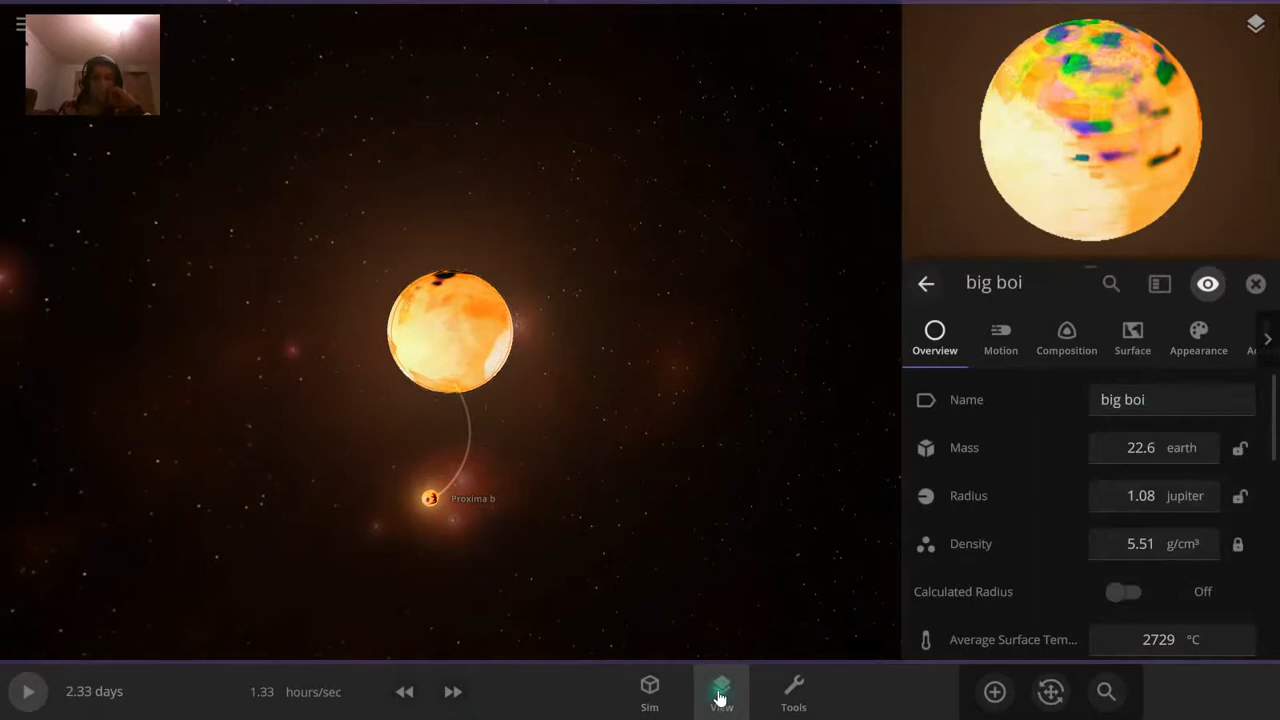 big boi
Overview
Motion
Composition
Surface
Appearance
Name
big boi
Mass
22.6 earth
Radius
1.08 jupiter
Density
5.51 g/cm³
Calculated Radius
Off
Average Surface Tem...
2729 °C
Proxima b
2.33 days
1.33 hours/sec
Sim
View
Tools